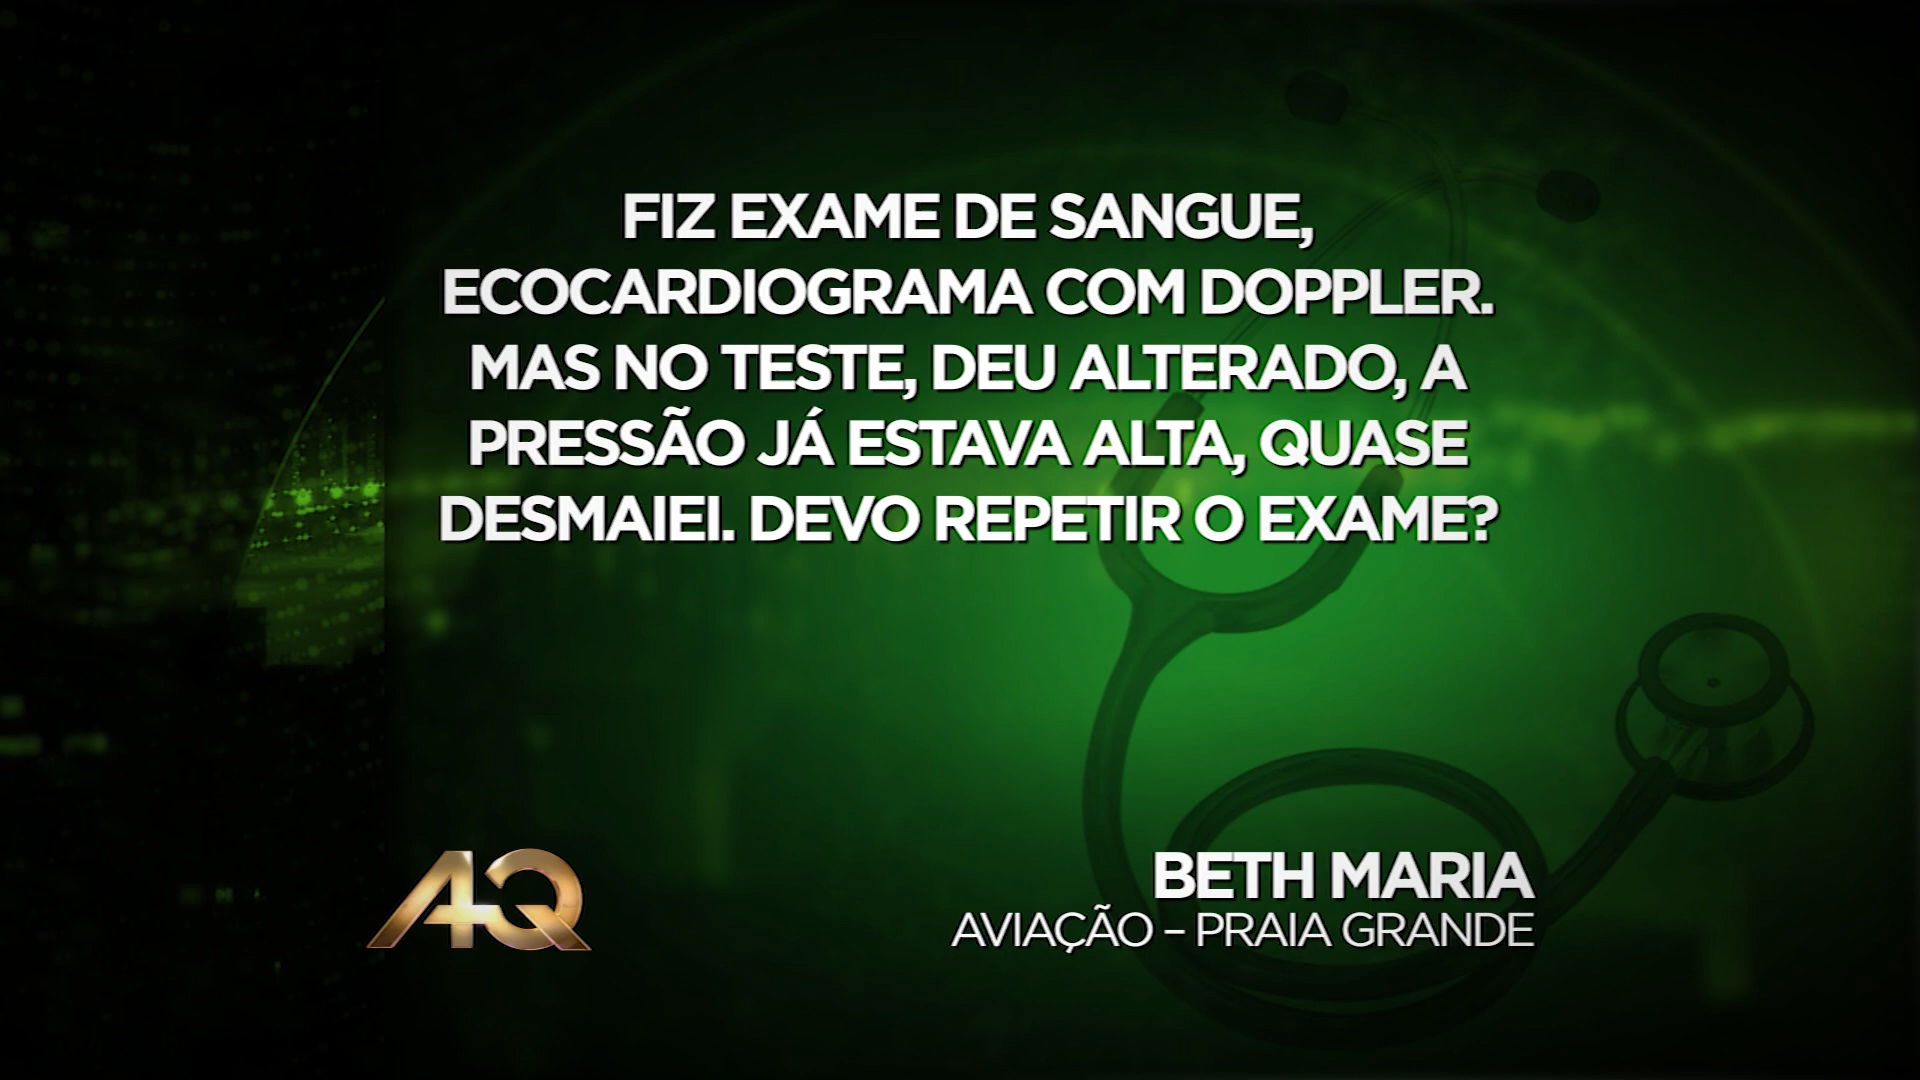 FIZ EXAME DE SANGUE,
ECOCARDIOGRAMA COM DOPPLER.
MAS NO TESTE, DEU ALTERADO, A
PRESSÃO JÁ ESTAVA ALTA, QUASE
DESMAIEI. DEVO REPETIR O EXAME?
AQ
BETH MARIA
AVIAÇÃO – PRAIA GRANDE